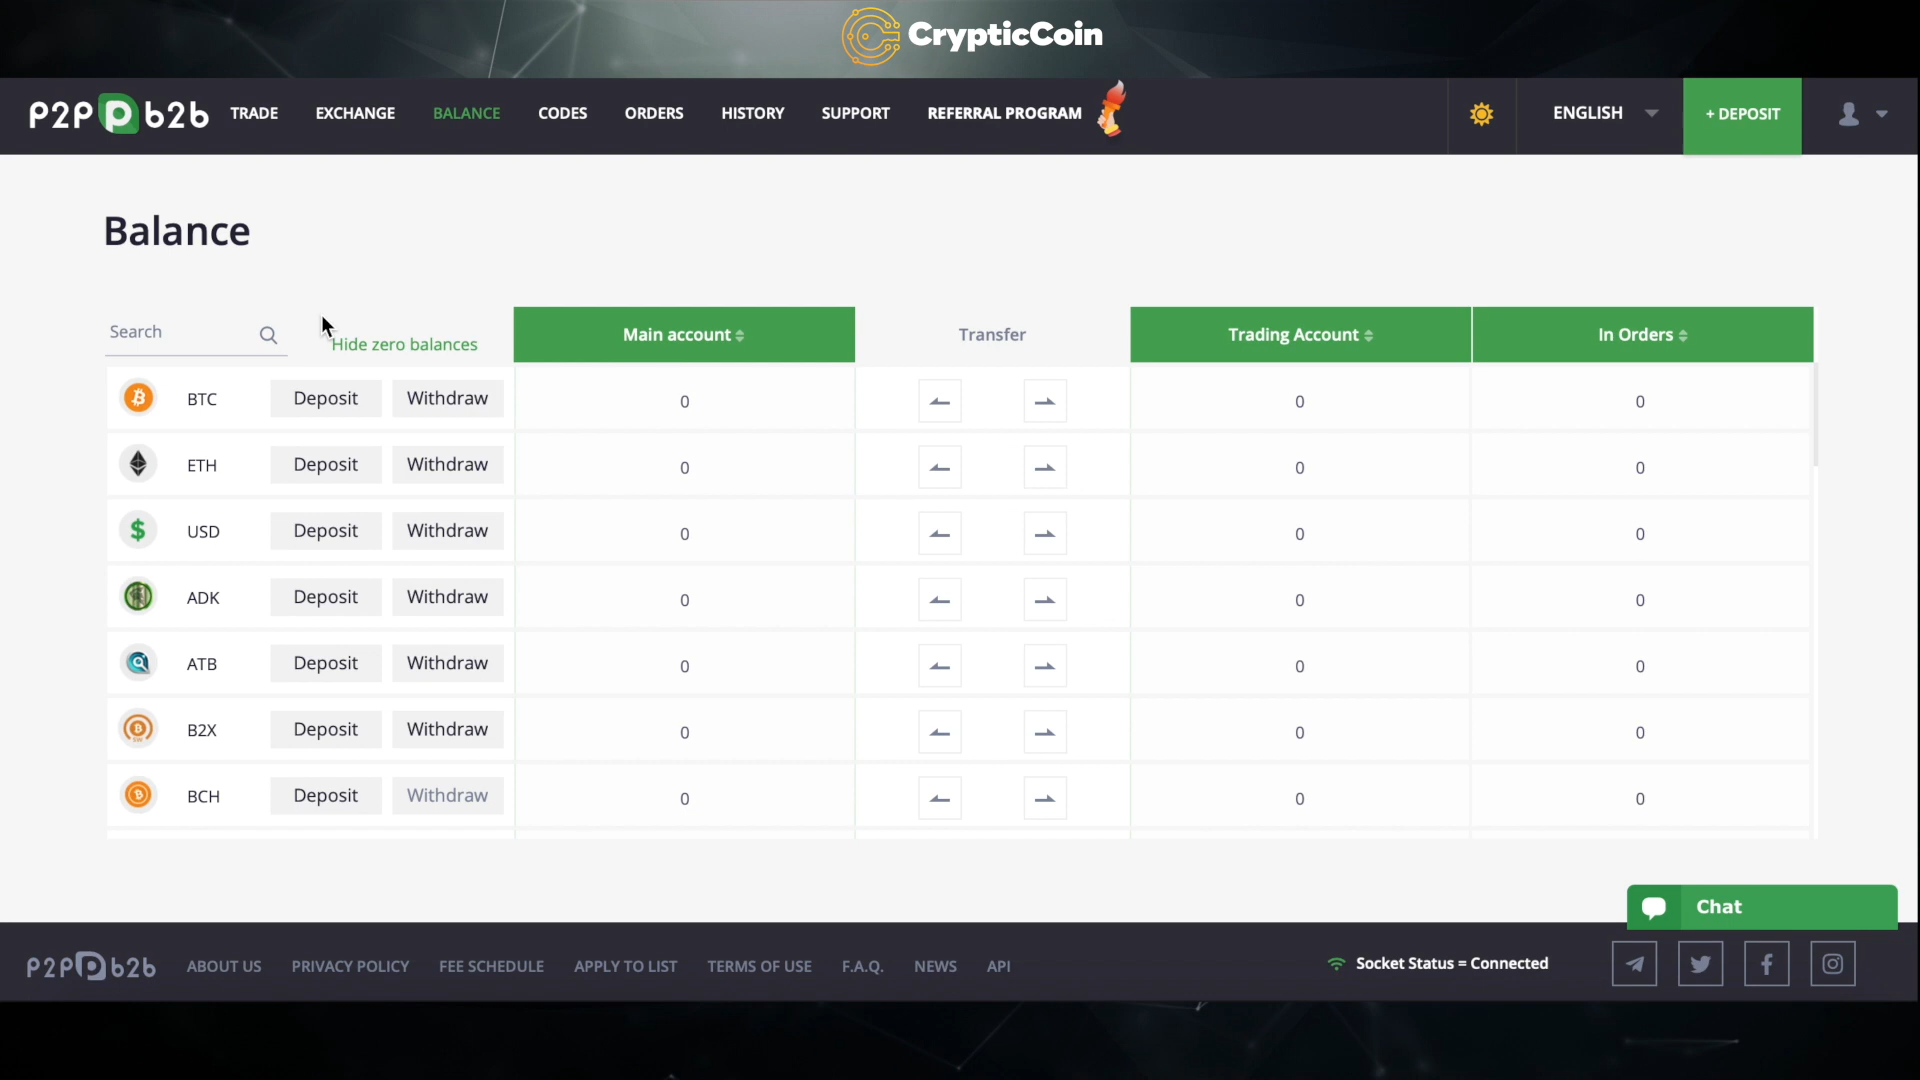 CrypticCoin
P2P b2b TRADE EXCHANGE BALANCE CODES ORDERS HISTORY SUPPORT REFERRAL PROGRAM ENGLISH + DEPOSIT
Balance
Search Hide zero balances Main account Transfer Trading Account In Orders
BTC Deposit Withdraw 0 0 0
ETH Deposit Withdraw 0 0 0
USD Deposit Withdraw 0 0 0
ADK Deposit Withdraw 0 0 0
ATB Deposit Withdraw 0 0 0
B2X Deposit Withdraw 0 0 0
BCH Deposit Withdraw 0 0 0
Chat
P2P b2b ABOUT US PRIVACY POLICY FEE SCHEDULE APPLY TO LIST TERMS OF USE F.A.Q. NEWS API Socket Status = Connected